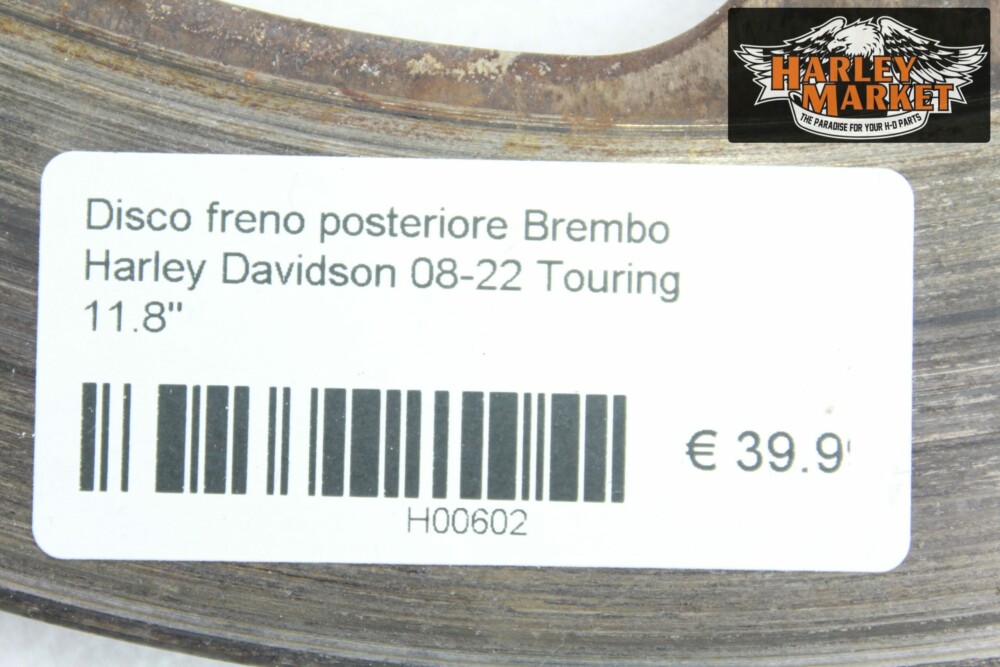 HARLEY
MARKET
THE PARADISE FOR YOUR H-D PARTS
Disco freno posteriore Brembo
Harley Davidson 08-22 Touring
11.8"
€ 39.9
H00602